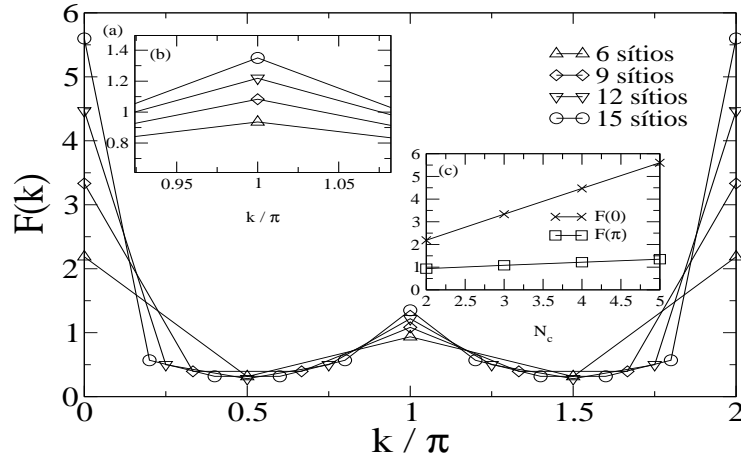 F(k)
6
5
4
3
2
1
0
0 0.5 1 1.5 2
k / π
(a)
(b)
1.4
1.2
1
0.8
0.95 1 1.05
k / π
6 sítios
9 sítios
12 sítios
15 sítios
(c)
6
5
4
3
2
1
0
F(0)
F(π)
2 2.5 3 3.5 4 4.5 5
N_c